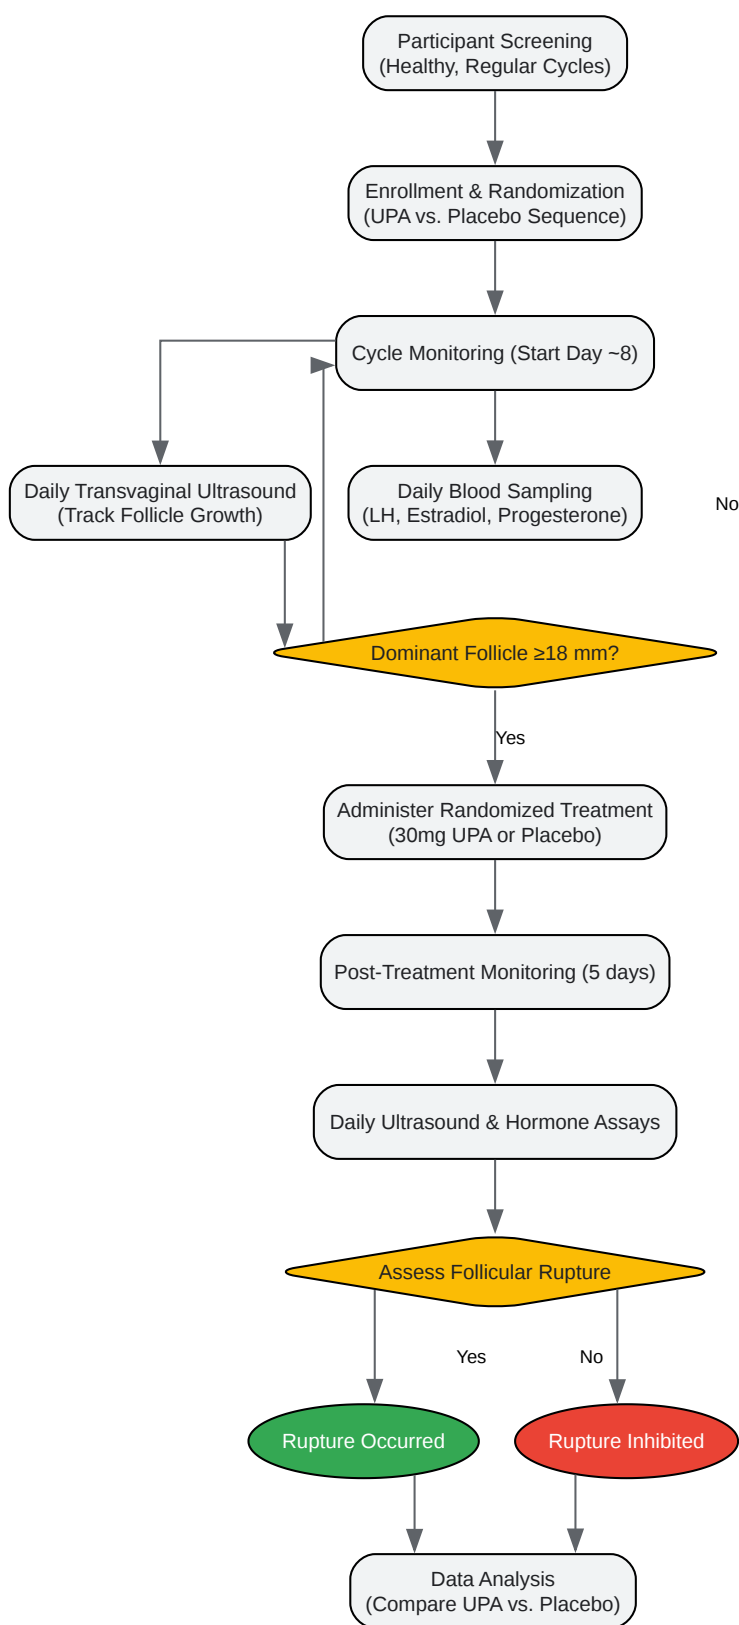 Participant Screening
(Healthy, Regular Cycles)
Enrollment & Randomization
(UPA vs. Placebo Sequence)
Cycle Monitoring (Start Day ~8)
Daily Transvaginal Ultrasound
(Track Follicle Growth)
Daily Blood Sampling
(LH, Estradiol, Progesterone)
No
Dominant Follicle ≥18 mm?
Yes
Administer Randomized Treatment
(30mg UPA or Placebo)
Post-Treatment Monitoring (5 days)
Daily Ultrasound & Hormone Assays
Assess Follicular Rupture
Yes
No
Rupture Occurred
Rupture Inhibited
Data Analysis
(Compare UPA vs. Placebo)